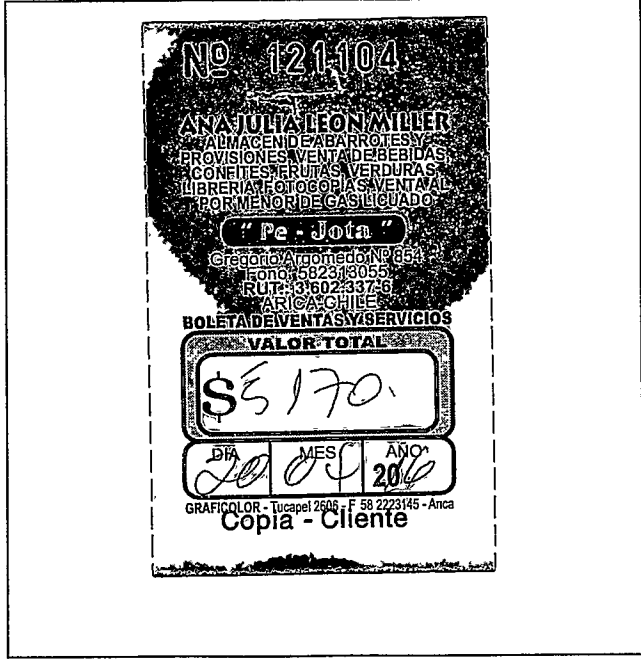 Nº 121104
ANA JULIA LEON MILLER
ALMACEN DE ABARROTES Y
PROVISIONES, VENTA DE BEBIDAS,
CONFITES, FRUTAS, VERDURAS,
LIBRERIA, FOTOCOPIAS, VENTA AL
POR MENOR DE GAS LICUADO
" Pe - Jota "
Gregorio Argomedo Nº 854
Fono: 582313055
RUT.: 3.602.337-6
ARICA-CHILE
BOLETA DE VENTAS Y SERVICIOS
VALOR TOTAL
$ 5170.
DIA MES AÑO
20 05 2016
GRAFICOLOR - Tucapel 2606 - F 58 2223145 - Arica
Copia - Cliente